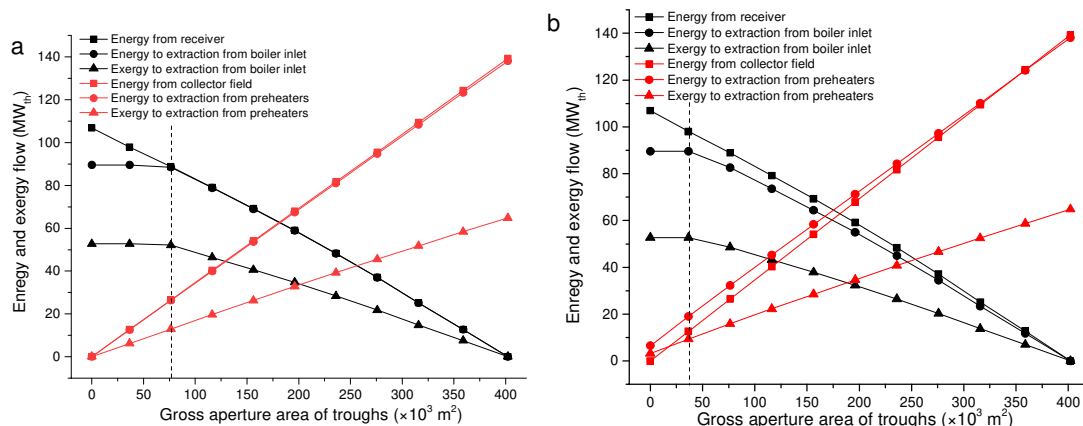 a
Energy from receiver
Energy to extraction from boiler inlet
Exergy to extraction from boiler inlet
Energy from collector field
Energy to extraction from preheaters
Exergy to extraction from preheaters
Enregy and exergy flow (MWth)
140
120
100
80
60
40
20
0
0 50 100 150 200 250 300 350 400
Gross aperture area of troughs (×10³ m²)
b
Energy from receiver
Energy to extraction from boiler inlet
Exergy to extraction from boiler inlet
Energy from collector field
Energy to extraction from preheaters
Exergy to extraction from preheaters
Enregy and exergy flow (MWth)
140
120
100
80
60
40
20
0
0 50 100 150 200 250 300 350 400
Gross aperture area of troughs (×10³ m²)